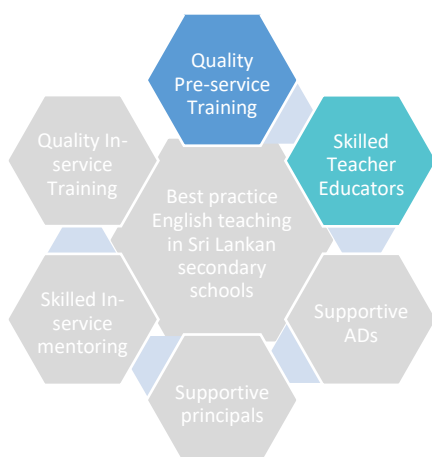 Quality
Pre-service
Training
Skilled
Teacher
Educators
Supportive
ADs
Supportive
principals
Skilled In-
service
mentoring
Quality In-
service
Training
Best practice
English teaching
in Sri Lankan
secondary
schools